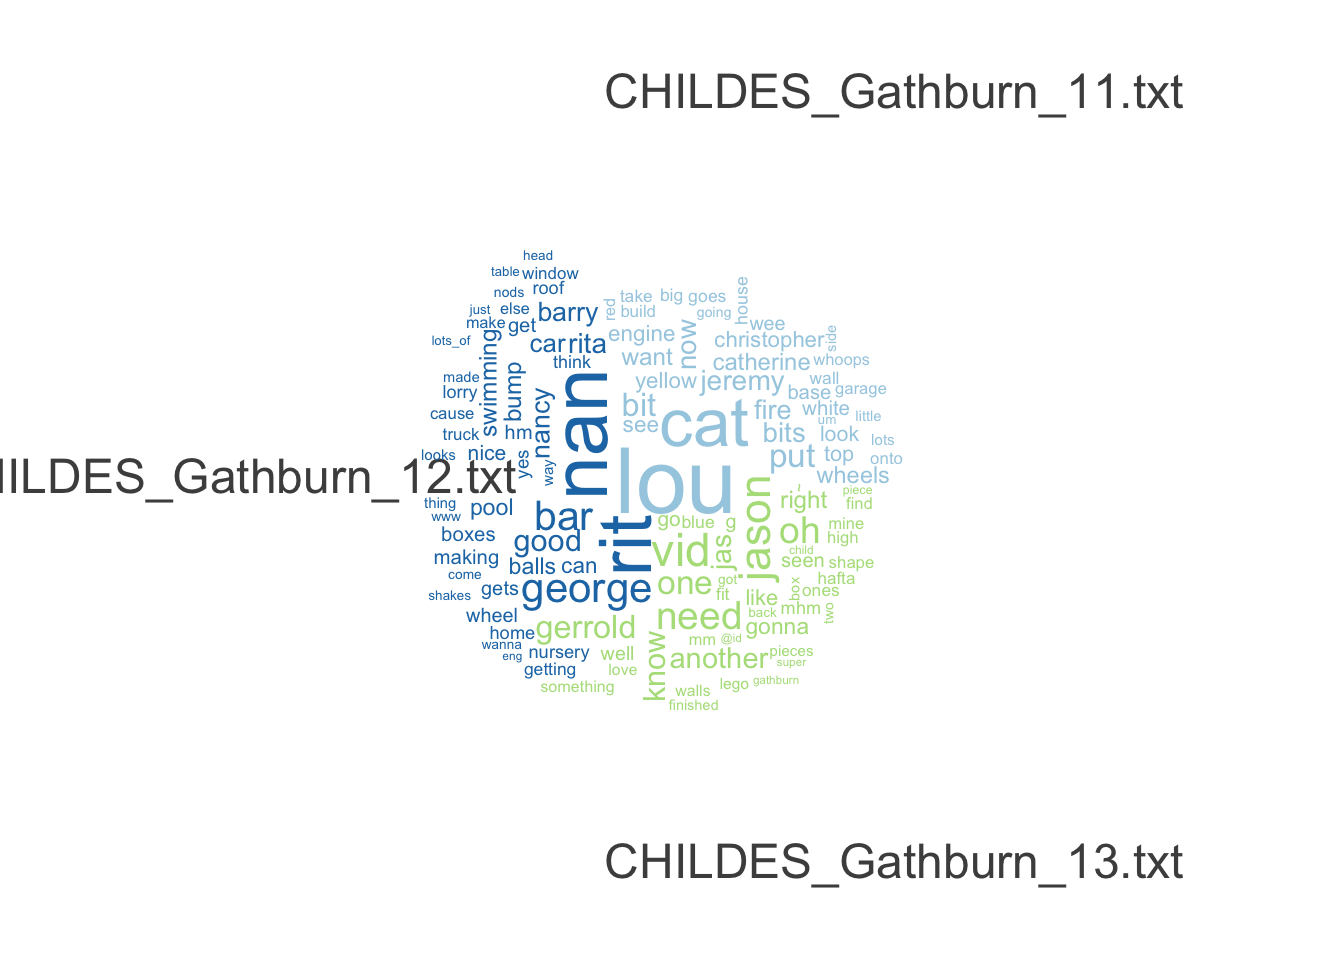 CHILDES_Gathburn_11.txt
head
table window
nods roof
just else barry
make get
lots_of
car rita
swimming
think
made
lorry
bump
cause
nancy
nan
truck hm
looks nice
yes
way
red
take big goes
build going
house
engine now wee
christopher side
want catherine whoops
yellow jeremy wall
base garage
bit cat fire white little
see um
bits look lots
put top onto
lou wheels
HILDES_Gathburn_12.txt
thing pool
www
bar
boxes good
making rit
balls can
come
gets george
shakes
wheel
home
wanna
eng nursery
getting
- piece
right find
go blue g
jason oh mine
high
vid jas child
seen shape
one got hafta
fit like box ones
need back mhm two
gerrold gonna
mm @id
well know another pieces
super
love
something walls lego gathburn
finished
CHILDES_Gathburn_13.txt